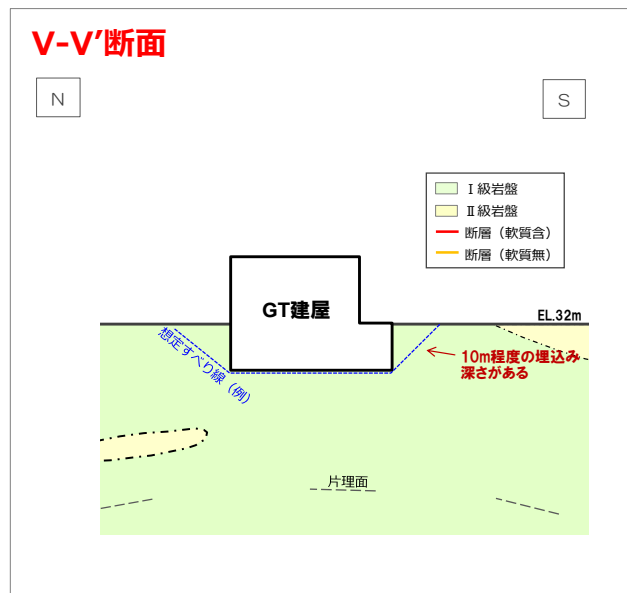 V-V’断面
N
S
Ⅰ級岩盤
Ⅱ級岩盤
断層（軟質含）
断層（軟質無）
EL.32m
GT建屋
想定すべり線（例）
10m程度の埋込み
深さがある
片理面